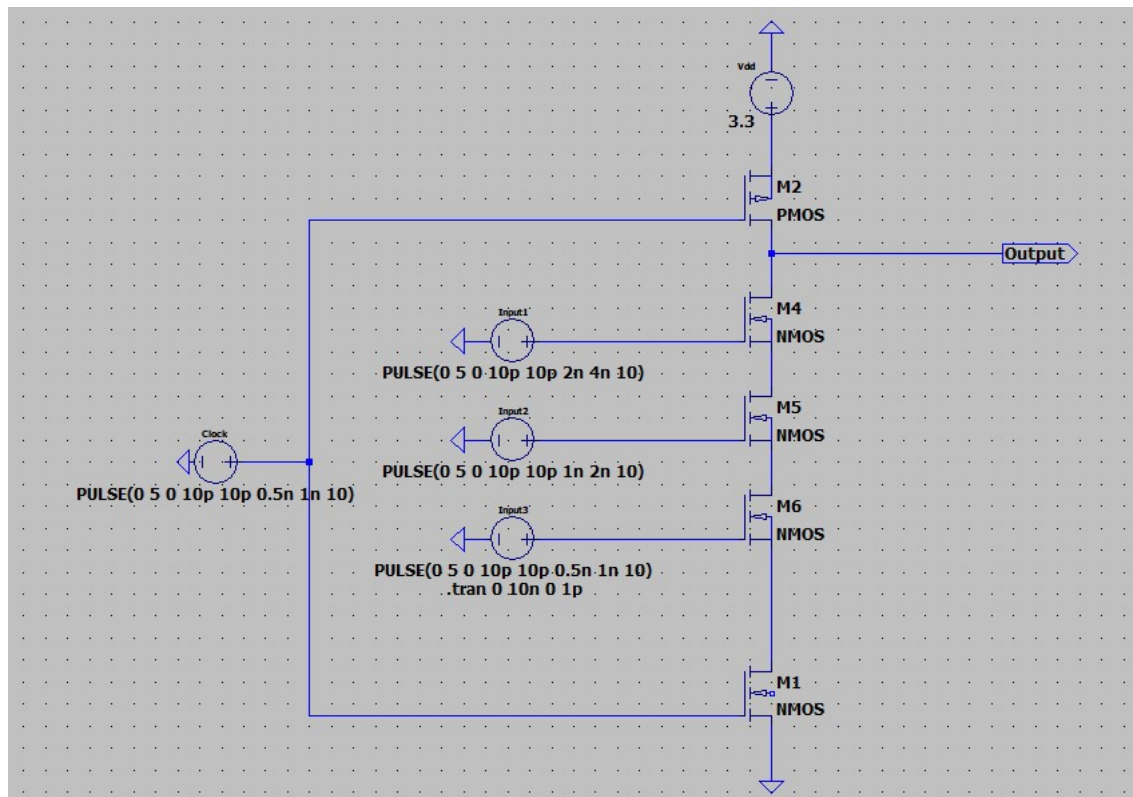 Vdd
3.3
M2
PMOS
Output
M4
NMOS
Input1
PULSE(0 5 0 10p 10p 2n 4n 10)
M5
NMOS
Input2
PULSE(0 5 0 10p 10p 1n 2n 10)
Clock
PULSE(0 5 0 10p 10p 0.5n 1n 10)
M6
NMOS
Input3
PULSE(0 5 0 10p 10p 0.5n 1n 10)
.tran 0 10n 0 1p
M1
NMOS